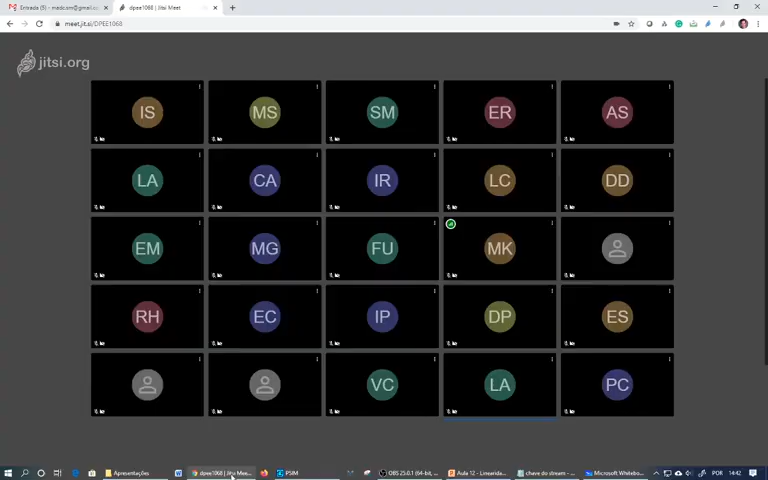 Entrada (5) - madcom@gmail.co
dpee1068 | Jitsi Meet
meet.jit.si/DPEE1068
jitsi.org
IS MS SM ER AS
LA CA IR LC DD
EM MG FU MK
RH EC IP DP ES
VC LA PC
dpee1068 | Jitsi Mee...
Apresentações
PSIM
OBS 25.0.1 (64-bit, ...
Aula 12 - Linearida...
chave do stream - ...
Microsoft Whitebo...
POR
14:42